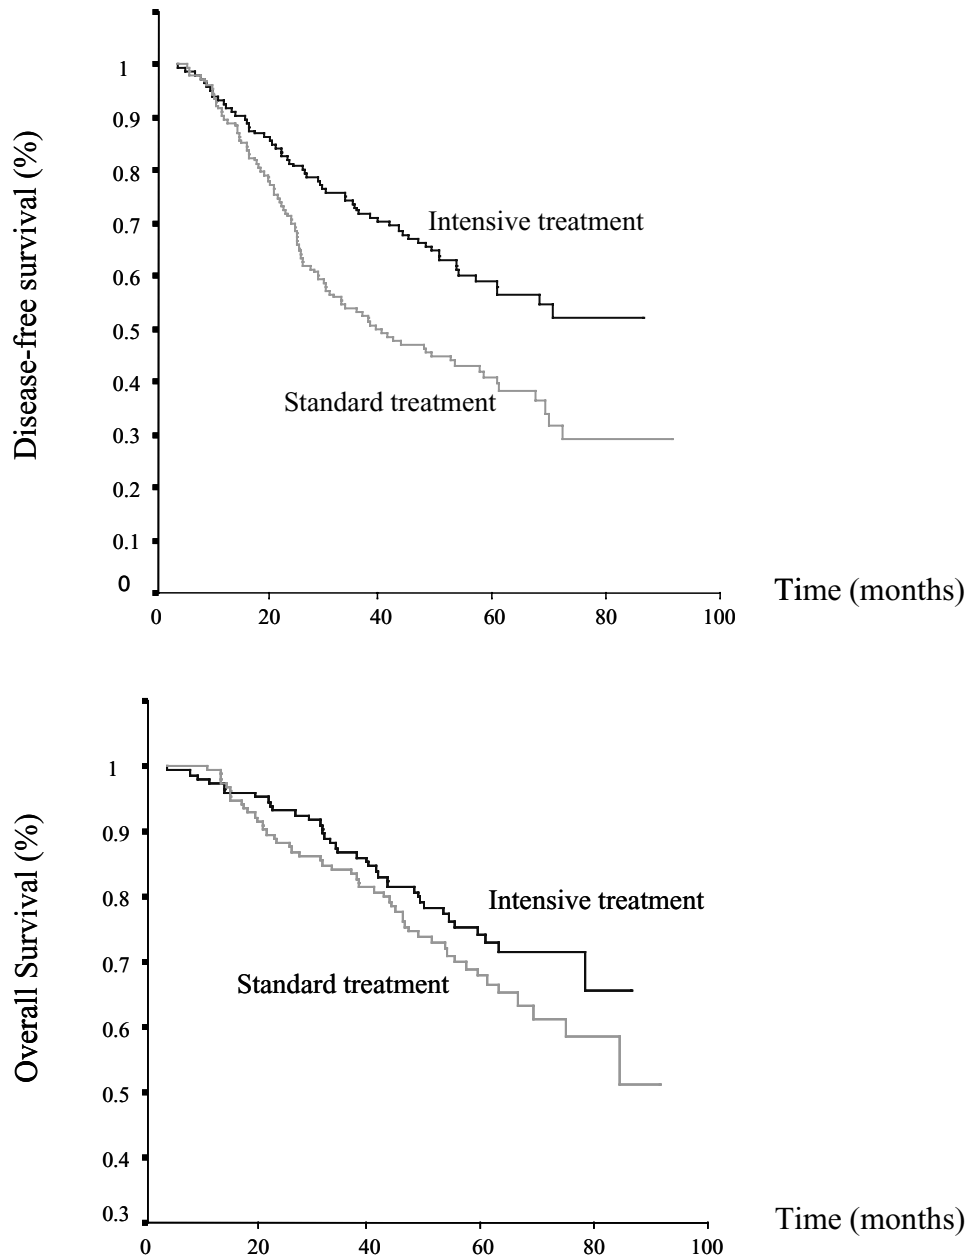 1
0.9
0.8
0.7
0.6
0.5
0.4
0.3
0.2
0.1
0
Disease-free survival (%)
Intensive treatment
Standard treatment
0 20 40 60 80 100
Time (months)
1
0.9
0.8
0.7
0.6
0.5
0.4
0.3
Overall Survival (%)
Intensive treatment
Standard treatment
0 20 40 60 80 100
Time (months)